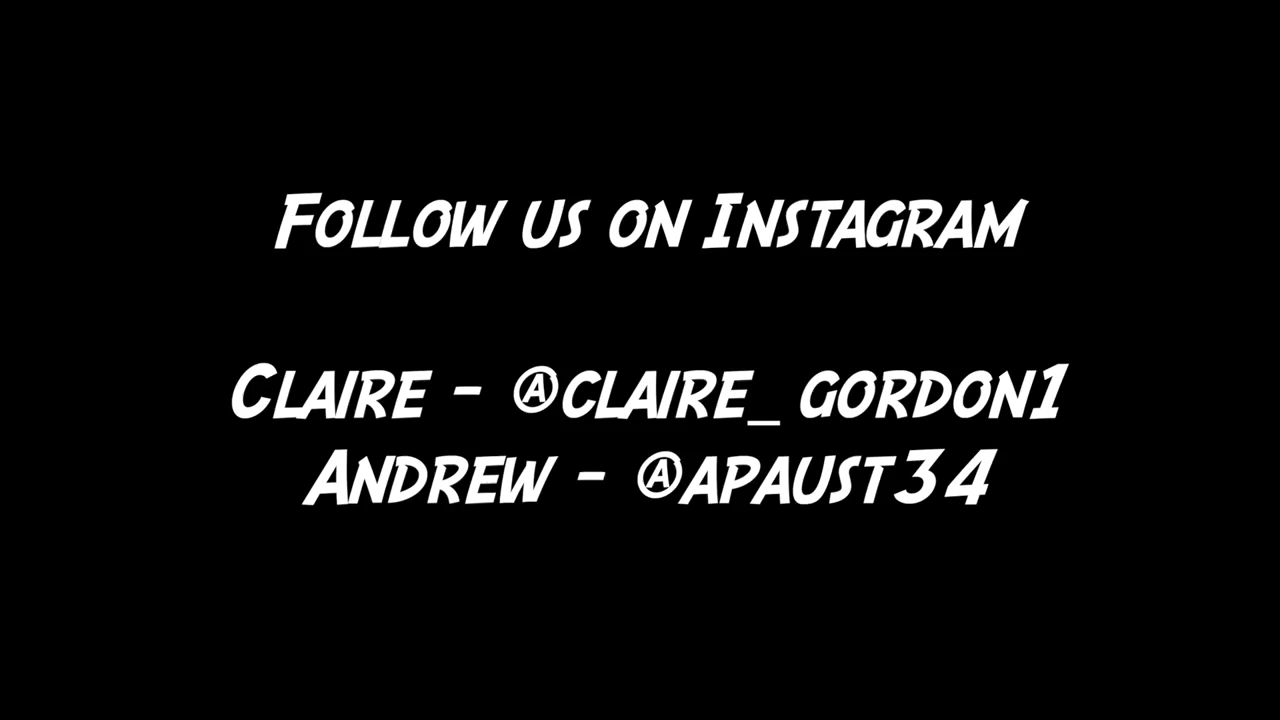 Follow us on Instagram
Claire - @claire_gordon1
Andrew - @apaust34